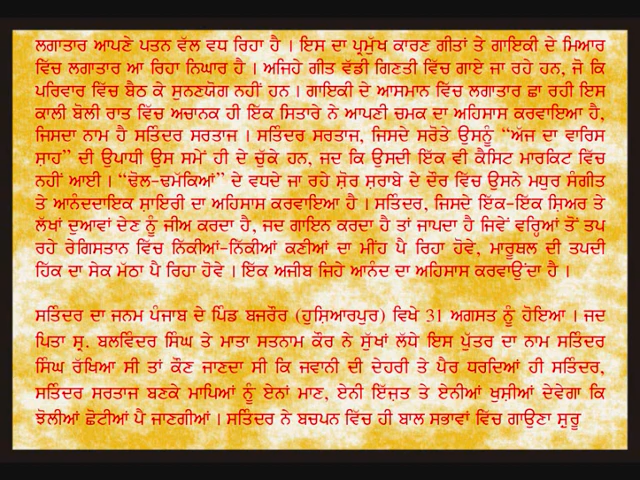 ਲਗਾਤਾਰ ਆਪਣੇ ਪਤਨ ਵੱਲ ਵਧ ਰਿਹਾ ਹੈ । ਇਸ ਦਾ ਪ੍ਰਮੁੱਖ ਕਾਰਣ ਗੀਤਾਂ ਤੇ ਗਾਇਕੀ ਦੇ ਮਿਆਰ
ਵਿੱਚ ਲਗਾਤਾਰ ਆ ਰਿਹਾ ਨਿਘਾਰ ਹੈ । ਅਜਿਹੇ ਗੀਤ ਵੱਡੀ ਗਿਣਤੀ ਵਿੱਚ ਗਾਏ ਜਾ ਰਹੇ ਹਨ, ਜੋ ਕਿ
ਪਰਿਵਾਰ ਵਿੱਚ ਬੈਠ ਕੇ ਸੁਨਣਯੋਗ ਨਹੀਂ ਹਨ । ਗਾਇਕੀ ਦੇ ਆਸਮਾਨ ਵਿੱਚ ਲਗਾਤਾਰ ਛਾ ਰਹੀ ਇਸ
ਕਾਲੀ ਬੋਲੀ ਰਾਤ ਵਿੱਚ ਅਚਾਨਕ ਹੀ ਇੱਕ ਸਿਤਾਰੇ ਨੇ ਆਪਣੀ ਚਮਕ ਦਾ ਅਹਿਸਾਸ ਕਰਵਾਇਆ ਹੈ,
ਜਿਸਦਾ ਨਾਮ ਹੈ ਸਤਿੰਦਰ ਸਰਤਾਜ । ਸਤਿੰਦਰ ਸਰਤਾਜ, ਜਿਸਦੇ ਸਰੋਤੇ ਉਸਨੂੰ “ਅੱਜ ਦਾ ਵਾਰਿਸ
ਸ਼ਾਹ” ਦੀ ਉਪਾਧੀ ਉਸ ਸਮੇਂ ਹੀ ਦੇ ਚੁੱਕੇ ਹਨ, ਜਦ ਕਿ ਉਸਦੀ ਇੱਕ ਵੀ ਕੈਸਿਟ ਮਾਰਕਿਟ ਵਿੱਚ
ਨਹੀਂ ਆਈ । “ਢੋਲ-ਢਮੱਕਿਆਂ” ਦੇ ਵਧਦੇ ਜਾ ਰਹੇ ਸ਼ੋਰ ਸ਼ਰਾਬੇ ਦੇ ਦੌਰ ਵਿੱਚ ਉਸਨੇ ਮਧੁਰ ਸੰਗੀਤ
ਤੇ ਆਨੰਦਦਾਇਕ ਸ਼ਾਇਰੀ ਦਾ ਅਹਿਸਾਸ ਕਰਵਾਇਆ ਹੈ । ਸਤਿੰਦਰ, ਜਿਸਦੇ ਇੱਕ-ਇੱਕ ਸ਼ਿਅਰ ਤੇ
ਲੱਖਾਂ ਦੁਆਵਾਂ ਦੇਣ ਨੂੰ ਜੀਅ ਕਰਦਾ ਹੈ, ਜਦ ਗਾਇਨ ਕਰਦਾ ਹੈ ਤਾਂ ਜਾਪਦਾ ਹੈ ਜਿਵੇਂ ਵਰ੍ਹਿਆਂ ਤੋਂ ਤਪ
ਰਹੇ ਰੇਗਿਸਤਾਨ ਵਿੱਚ ਨਿੱਕੀਆਂ-ਨਿੱਕੀਆਂ ਕਣੀਆਂ ਦਾ ਮੀਂਹ ਪੈ ਰਿਹਾ ਹੋਵੇ, ਮਾਰੂਥਲ ਦੀ ਤਪਦੀ
ਹਿੱਕ ਦਾ ਸੇਕ ਮੱਠਾ ਪੈ ਰਿਹਾ ਹੋਵੇ । ਇੱਕ ਅਜੀਬ ਜਿਹੇ ਆਨੰਦ ਦਾ ਅਹਿਸਾਸ ਕਰਵਾਉਂਦਾ ਹੈ ।
ਸਤਿੰਦਰ ਦਾ ਜਨਮ ਪੰਜਾਬ ਦੇ ਪਿੰਡ ਬਜਰੌਰ (ਹੁਸ਼ਿਆਰਪੁਰ) ਵਿਖੇ 31 ਅਗਸਤ ਨੂੰ ਹੋਇਆ । ਜਦ
ਪਿਤਾ ਸ੍ਰ. ਬਲਵਿੰਦਰ ਸਿੰਘ ਤੇ ਮਾਤਾ ਸਤਨਾਮ ਕੌਰ ਨੇ ਸੁੱਖਾਂ ਲੱਧੇ ਇਸ ਪੁੱਤਰ ਦਾ ਨਾਮ ਸਤਿੰਦਰ
ਸਿੰਘ ਰੱਖਿਆ ਸੀ ਤਾਂ ਕੌਣ ਜਾਣਦਾ ਸੀ ਕਿ ਜਵਾਨੀ ਦੀ ਦੇਹਰੀ ਤੇ ਪੈਰ ਧਰਦਿਆਂ ਹੀ ਸਤਿੰਦਰ,
ਸਤਿੰਦਰ ਸਰਤਾਜ ਬਣਕੇ ਮਾਪਿਆਂ ਨੂੰ ਏਨਾਂ ਮਾਣ, ਏਨੀ ਇੱਜ਼ਤ ਤੇ ਏਨੀਆਂ ਖੁਸ਼ੀਆਂ ਦੇਵੇਗਾ ਕਿ
ਝੋਲੀਆਂ ਛੋਟੀਆਂ ਪੈ ਜਾਣਗੀਆਂ । ਸਤਿੰਦਰ ਨੇ ਬਚਪਨ ਵਿੱਚ ਹੀ ਬਾਲ ਸਭਾਵਾਂ ਵਿੱਚ ਗਾਉਣਾ ਸ਼ੁਰੂ